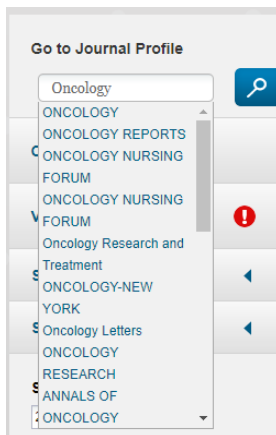 Go to Journal Profile
Oncology
ONCOLOGY
ONCOLOGY REPORTS
ONCOLOGY NURSING
FORUM
ONCOLOGY NURSING
FORUM
Oncology Research and
Treatment
ONCOLOGY-NEW
YORK
Oncology Letters
ONCOLOGY
RESEARCH
ANNALS OF
ONCOLOGY